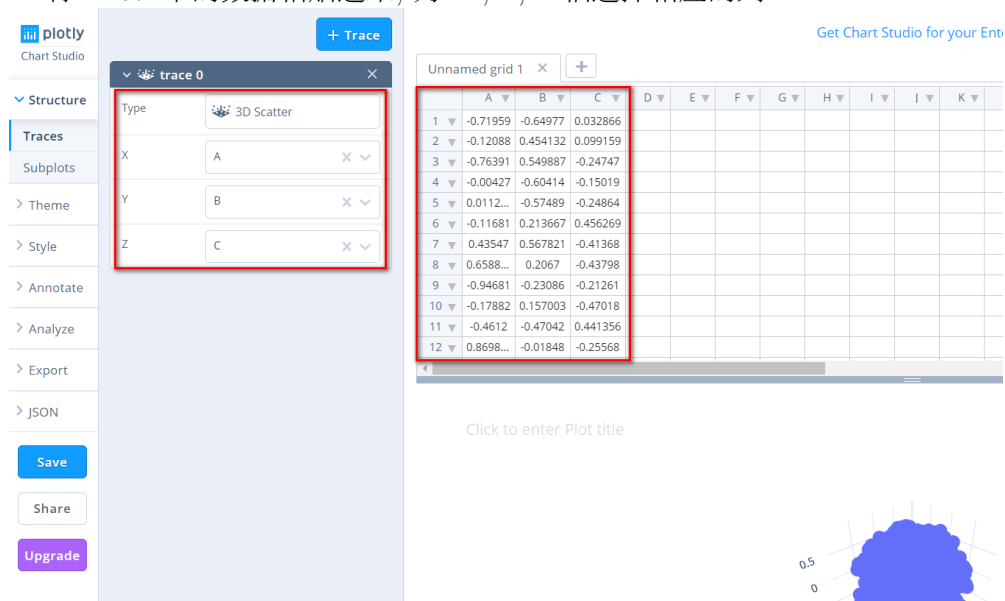 plotly
Chart Studio
+ Trace
Get Chart Studio for your Ente
Structure
Traces
Subplots
Theme
Style
Annotate
Analyze
Export
JSON
Save
Share
Upgrade
trace 0
Type 3D Scatter
X A
Y B
Z C
Unnamed grid 1
A B C D E F G H I J K
1 -0.71959 -0.64977 0.032866
2 -0.12088 0.454132 0.099159
3 -0.76391 0.549887 -0.24747
4 -0.00427 -0.60414 -0.15019
5 0.0112... -0.57489 -0.24864
6 -0.11681 0.213667 0.456269
7 0.43547 0.567821 -0.41368
8 0.6588... 0.2067 -0.43798
9 -0.94681 -0.23086 -0.21261
10 -0.17882 0.157003 -0.47018
11 -0.4612 -0.47042 0.441356
12 0.8698... -0.01848 -0.25568
Click to enter Plot title
0.5
0